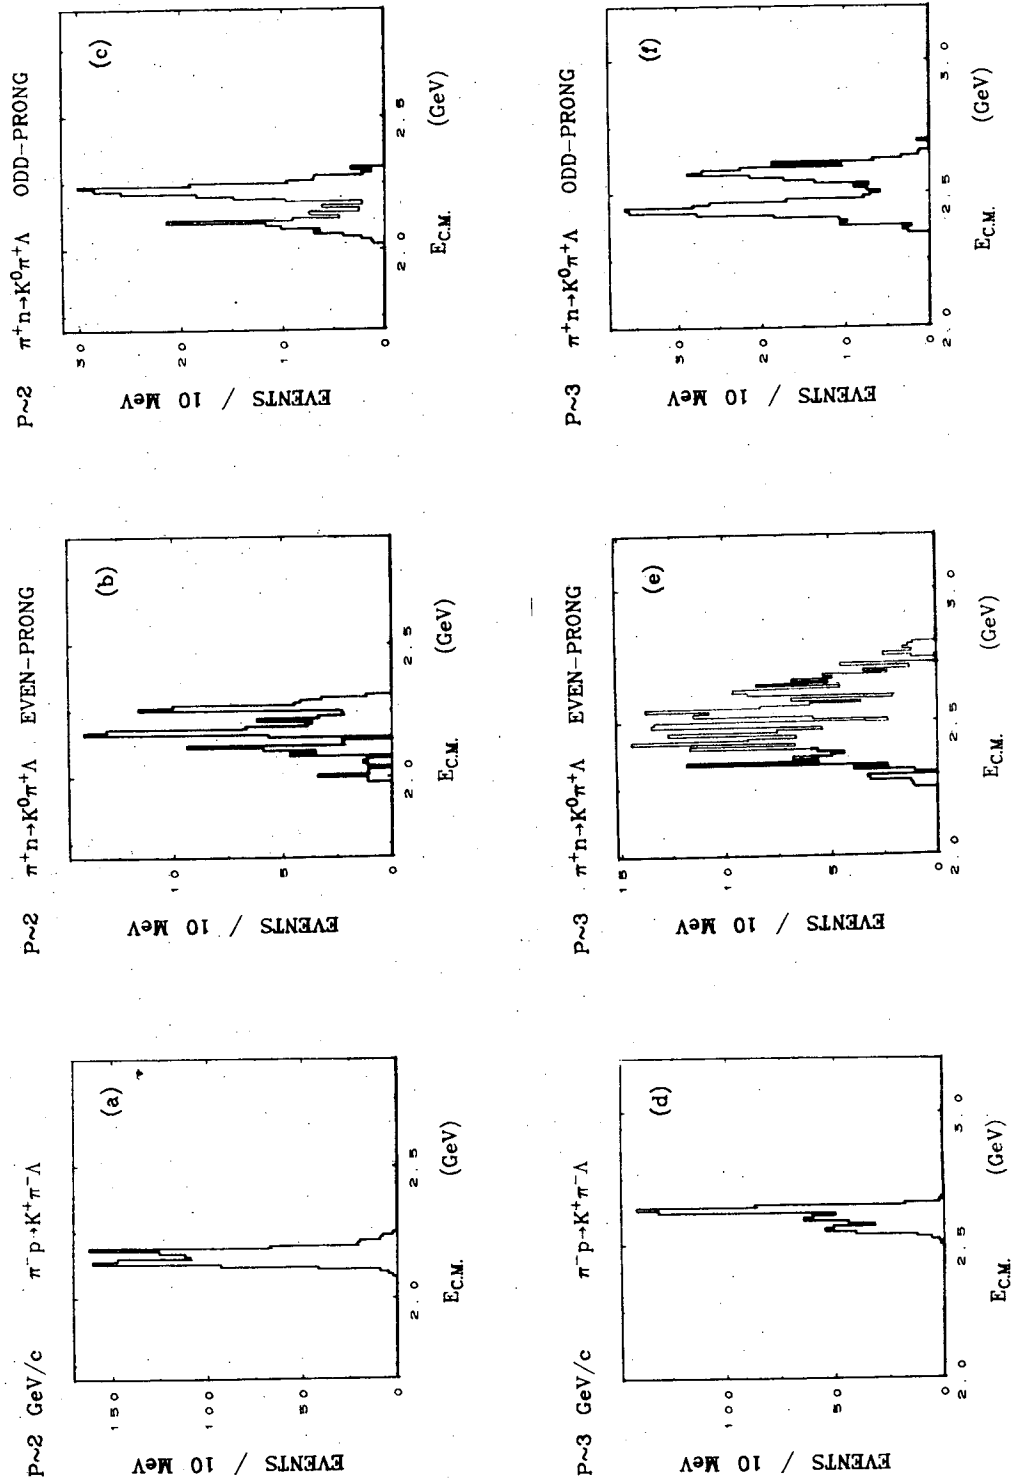 P~2 GeV/c π⁻p→K⁺π⁻Λ
(a)
EVENTS / 10 MeV
150
100
50
0
2.0
2.5
E_C.M. (GeV)
P~2 π⁺n→K⁰π⁺Λ EVEN-PRONG
(b)
EVENTS / 10 MeV
10
5
0
2.0
2.5
E_C.M. (GeV)
P~2 π⁺n→K⁰π⁺Λ ODD-PRONG
(c)
EVENTS / 10 MeV
30
20
10
0
2.0
2.5
E_C.M. (GeV)
P~3 GeV/c π⁻p→K⁺π⁻Λ
(d)
EVENTS / 10 MeV
100
50
0
2.0
2.5
3.0
E_C.M. (GeV)
P~3 π⁺n→K⁰π⁺Λ EVEN-PRONG
(e)
EVENTS / 10 MeV
15
10
5
0
2.0
2.5
3.0
E_C.M. (GeV)
P~3 π⁺n→K⁰π⁺Λ ODD-PRONG
(f)
EVENTS / 10 MeV
30
20
10
0
2.0
2.5
3.0
E_C.M. (GeV)